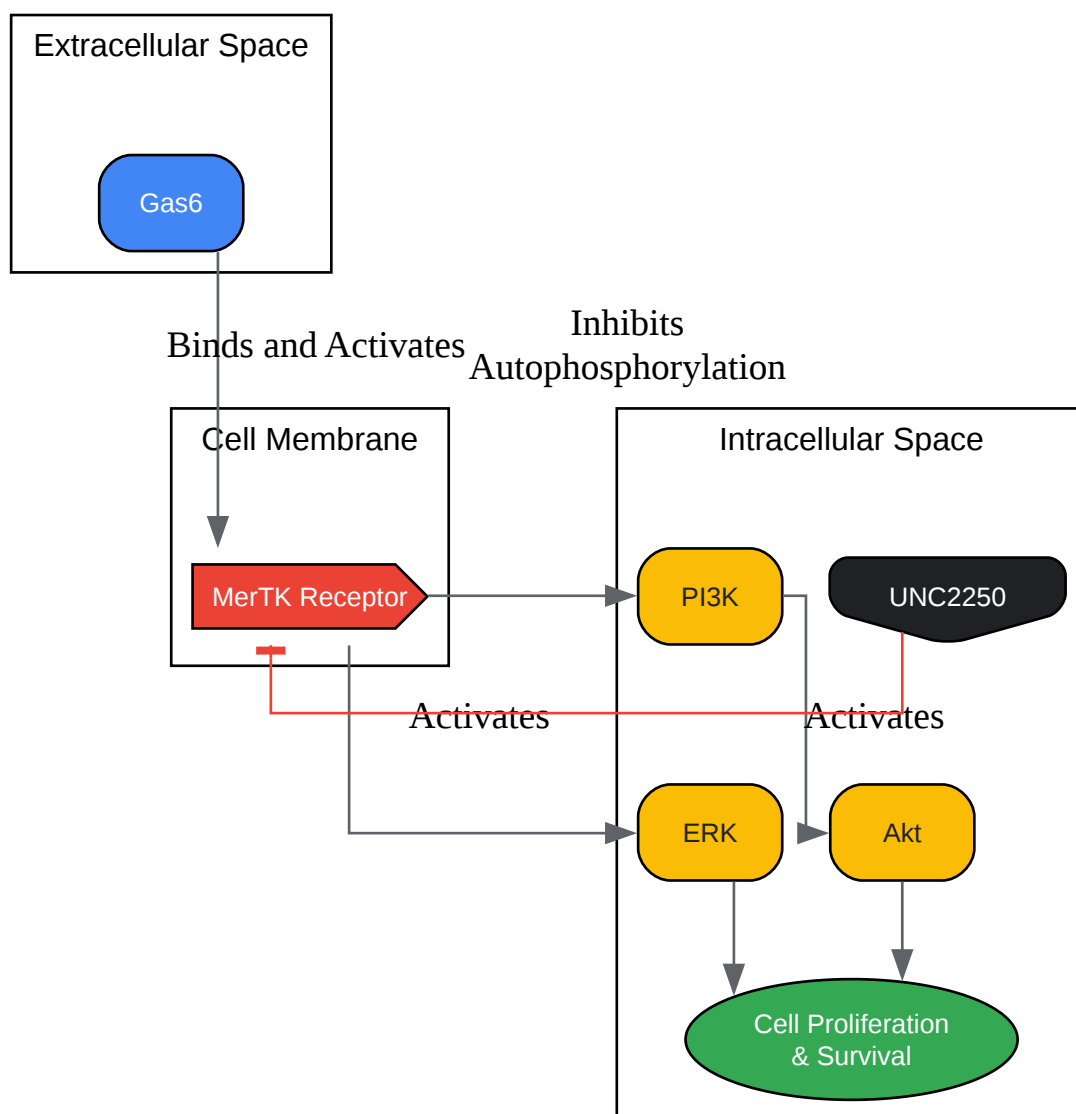 Extracellular Space
Gas6
Binds and Activates
Inhibits
Autophosphorylation
Cell Membrane
Intracellular Space
MerTK Receptor
PI3K
UNC2250
Activates
Activates
ERK
Akt
Cell Proliferation
& Survival